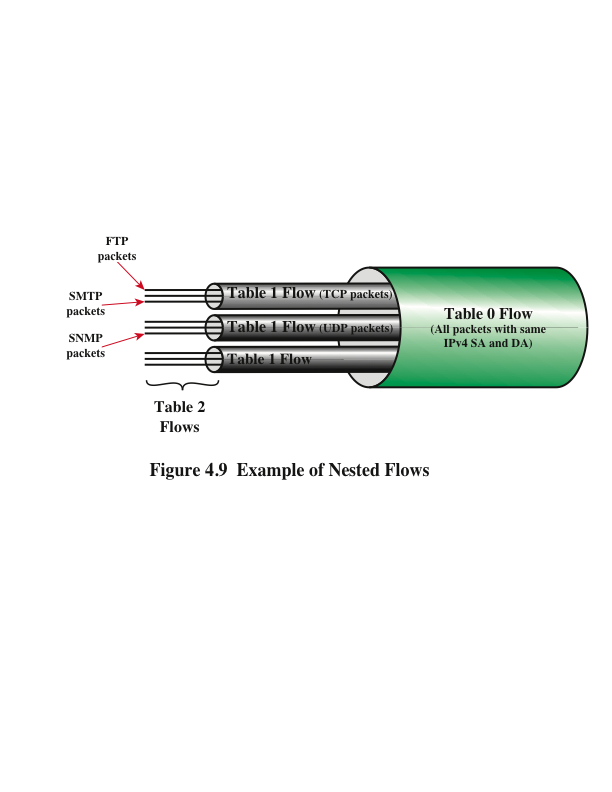 FTP
packets
SMTP
packets
SNMP
packets
Table 1 Flow (TCP packets)
Table 1 Flow (UDP packets)
Table 1 Flow
Table 0 Flow
(All packets with same
IPv4 SA and DA)
Table 2
Flows
Figure 4.9  Example of Nested Flows